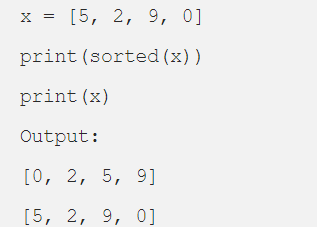 x = [5, 2, 9, 0]
print(sorted(x))
print(x)
Output:
[0, 2, 5, 9]
[5, 2, 9, 0]